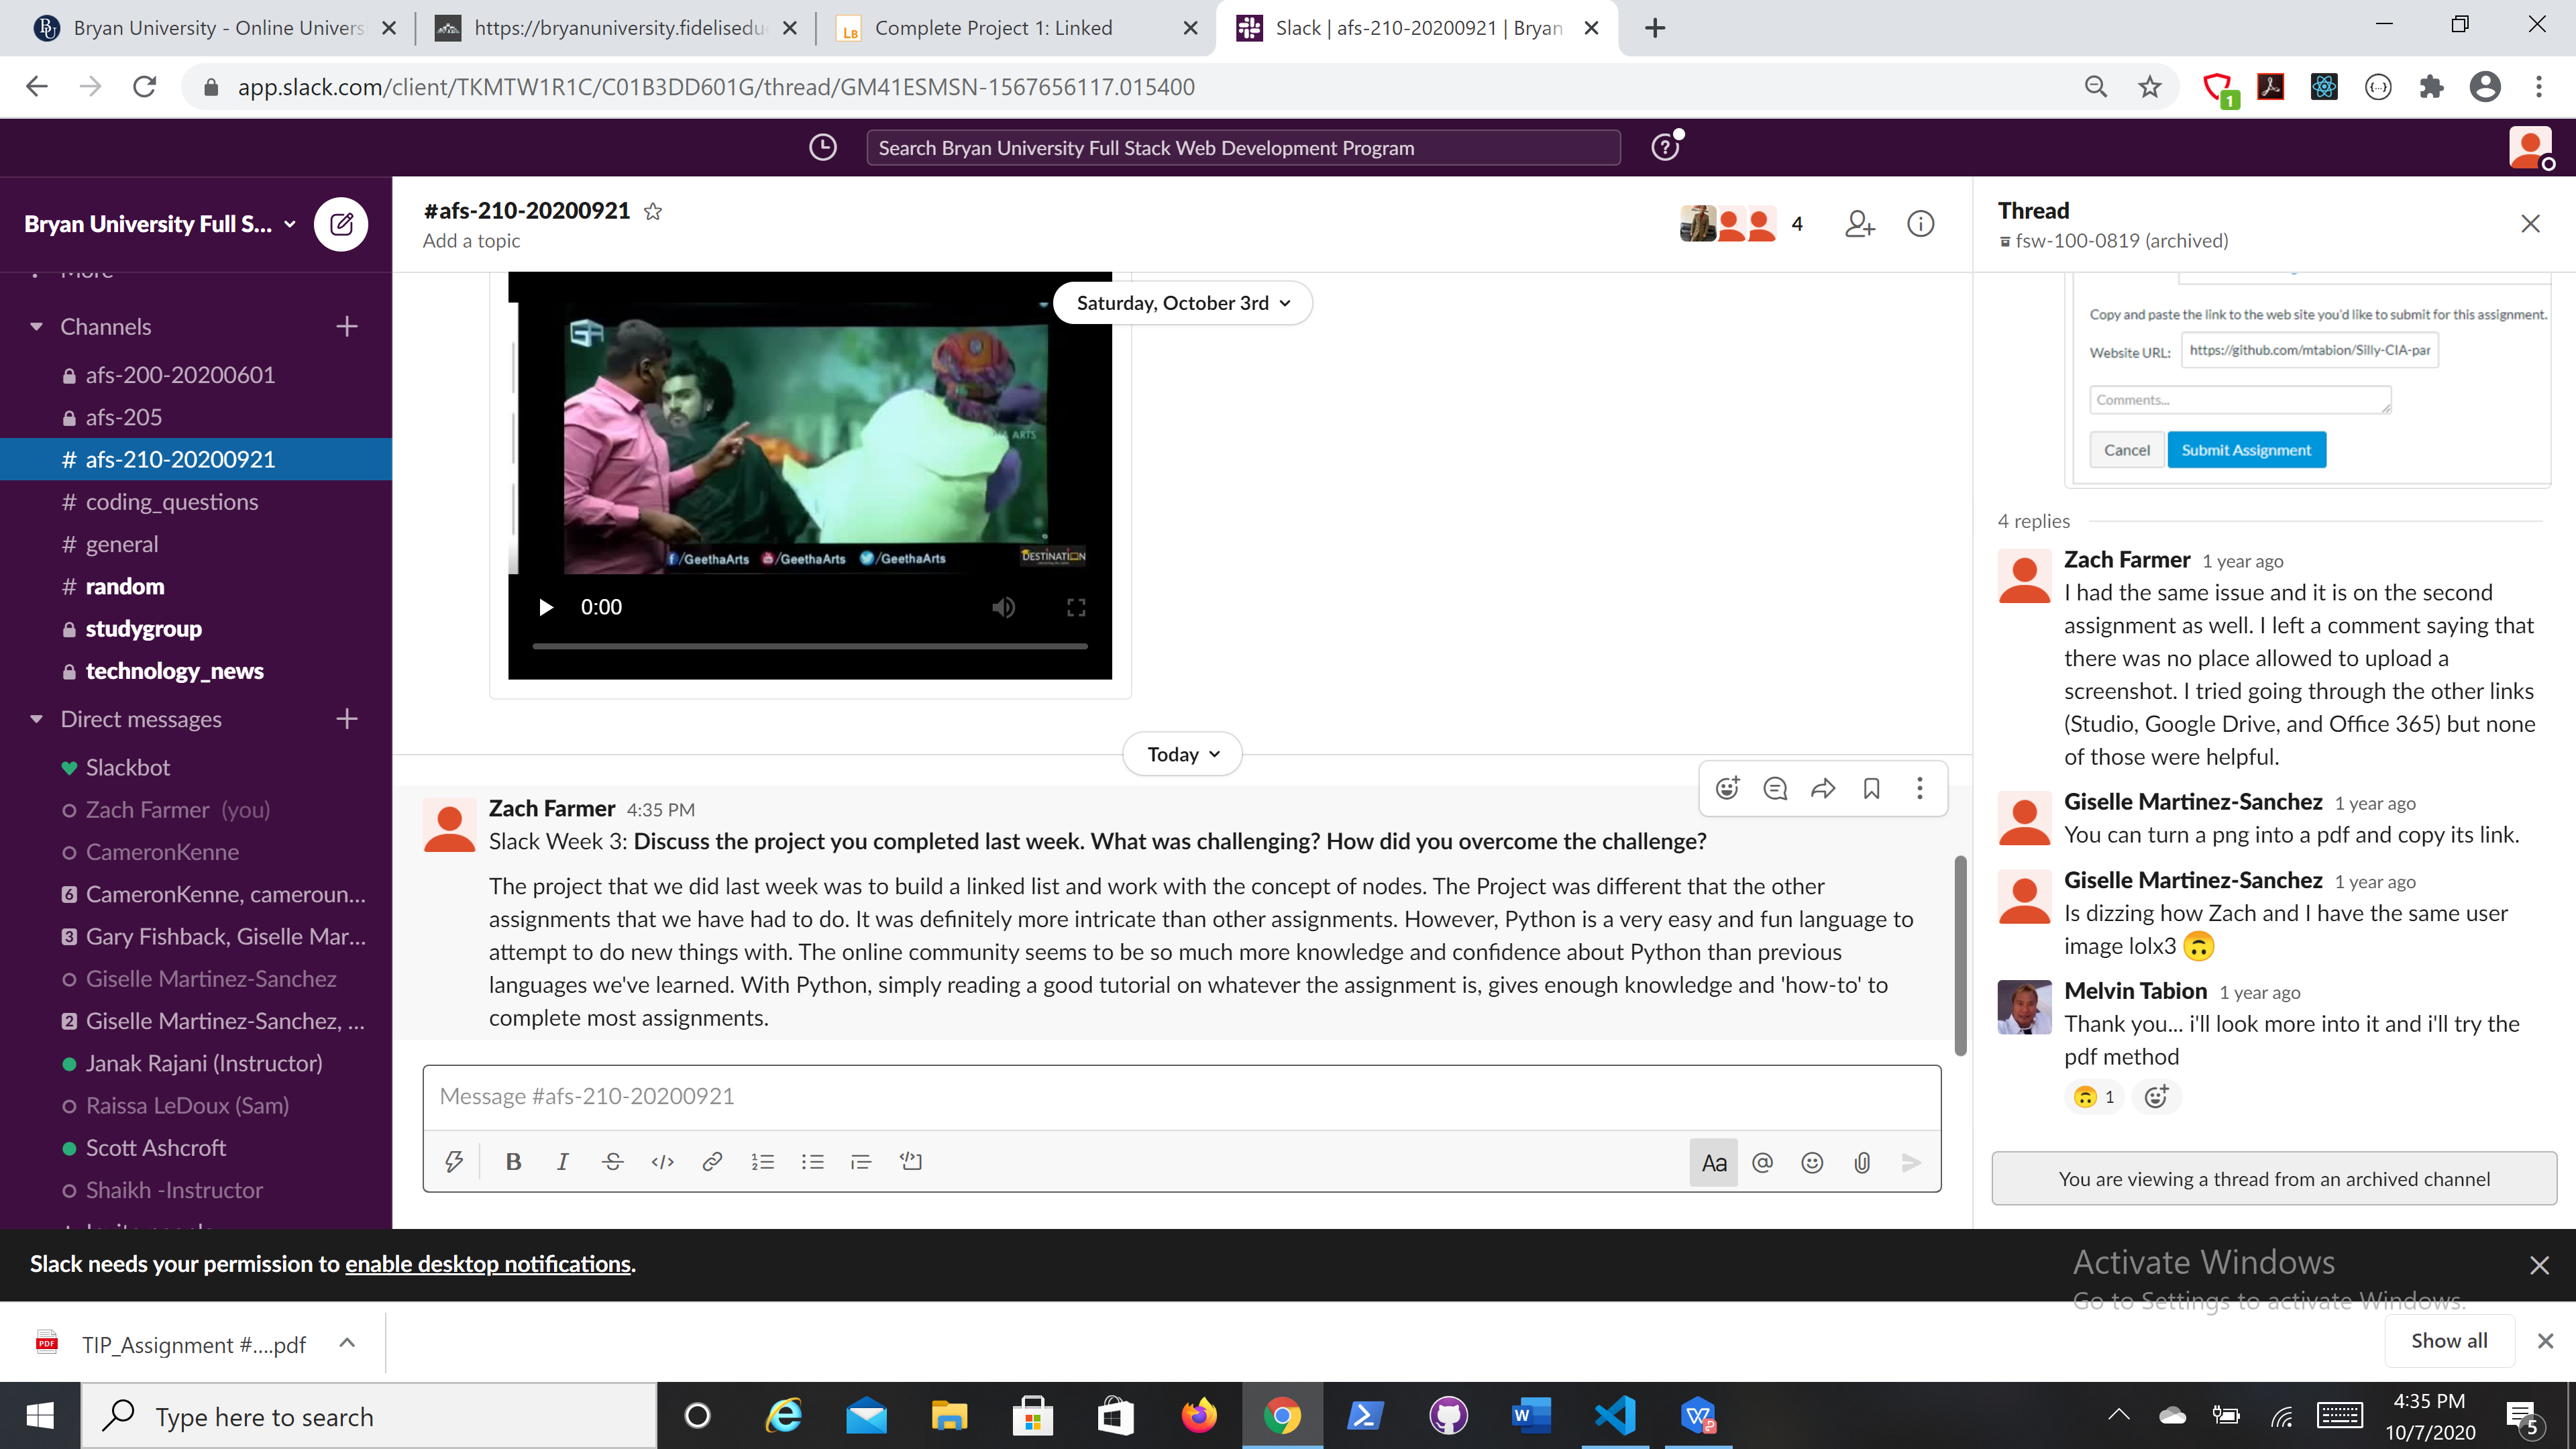 Bryan University - Online Univers
https://bryanuniversity.fideliseduc
Complete Project 1: Linked
Slack | afs-210-20200921 | Bryan
app.slack.com/client/TKMTW1R1C/C01B3DD601G/thread/GM41ESMSN-1567656117.015400
1
Search Bryan University Full Stack Web Development Program
Bryan University Full S...
More
Channels
afs-200-20200601
afs-205
# afs-210-20200921
# coding_questions
# general
# random
studygroup
technology_news
Direct messages
Slackbot
Zach Farmer (you)
CameronKenne
6 CameronKenne, cameroun...
3 Gary Fishback, Giselle Mar...
Giselle Martinez-Sanchez
2 Giselle Martinez-Sanchez, ...
Janak Rajani (Instructor)
Raissa LeDoux (Sam)
Scott Ashcroft
Shaikh -Instructor
#afs-210-20200921
Add a topic
4
Saturday, October 3rd
ARTS
/GeethaArts /GeethaArts /GeethaArts
DESTINATION
0:00
Today
Zach Farmer 4:35 PM
Slack Week 3: Discuss the project you completed last week. What was challenging? How did you overcome the challenge?
The project that we did last week was to build a linked list and work with the concept of nodes. The Project was different that the other
assignments that we have had to do. It was definitely more intricate than other assignments. However, Python is a very easy and fun language to
attempt to do new things with. The online community seems to be so much more knowledge and confidence about Python than previous
languages we've learned. With Python, simply reading a good tutorial on whatever the assignment is, gives enough knowledge and 'how-to' to
complete most assignments.
Message #afs-210-20200921
B I S </> Aa @
Thread
fsw-100-0819 (archived)
Copy and paste the link to the web site you'd like to submit for this assignment.
Website URL: https://github.com/mtabion/Silly-CIA-par
Comments...
Cancel Submit Assignment
4 replies
Zach Farmer 1 year ago
I had the same issue and it is on the second
assignment as well. I left a comment saying that
there was no place allowed to upload a
screenshot. I tried going through the other links
(Studio, Google Drive, and Office 365) but none
of those were helpful.
Giselle Martinez-Sanchez 1 year ago
You can turn a png into a pdf and copy its link.
Giselle Martinez-Sanchez 1 year ago
Is dizzing how Zach and I have the same user
image lolx3 🙃
Melvin Tabion 1 year ago
Thank you... i'll look more into it and i'll try the
pdf method
🙃 1
You are viewing a thread from an archived channel
Slack needs your permission to enable desktop notifications.
Activate Windows
Go to Settings to activate Windows.
PDF TIP_Assignment #....pdf
Show all
Type here to search
4:35 PM
10/7/2020
5